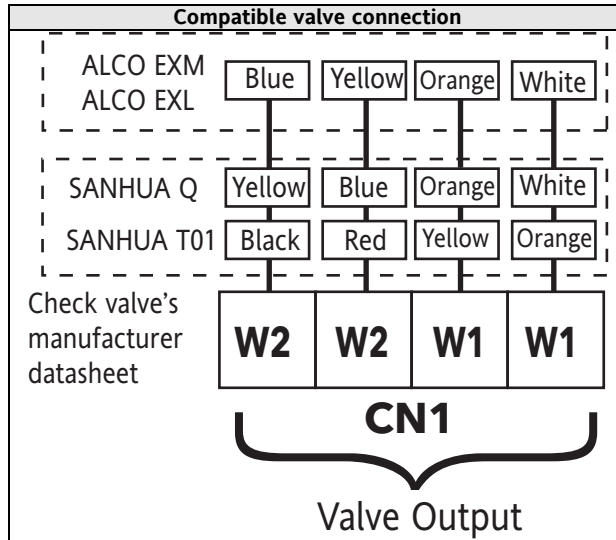 Compatible valve connection
ALCO EXM
ALCO EXL
Blue Yellow Orange White
SANHUA Q Yellow Blue Orange White
SANHUA T01 Black Red Yellow Orange
Check valve's
manufacturer
datasheet
W2 W2 W1 W1
CN1
Valve Output